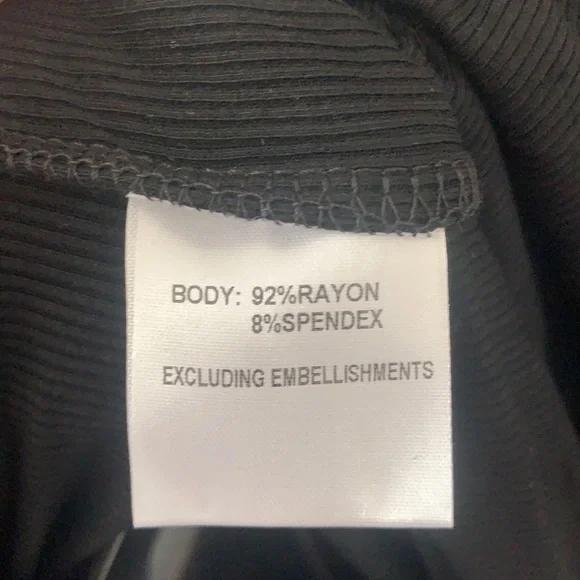 BODY: 92%RAYON
8%SPENDEX
EXCLUDING EMBELLISHMENTS